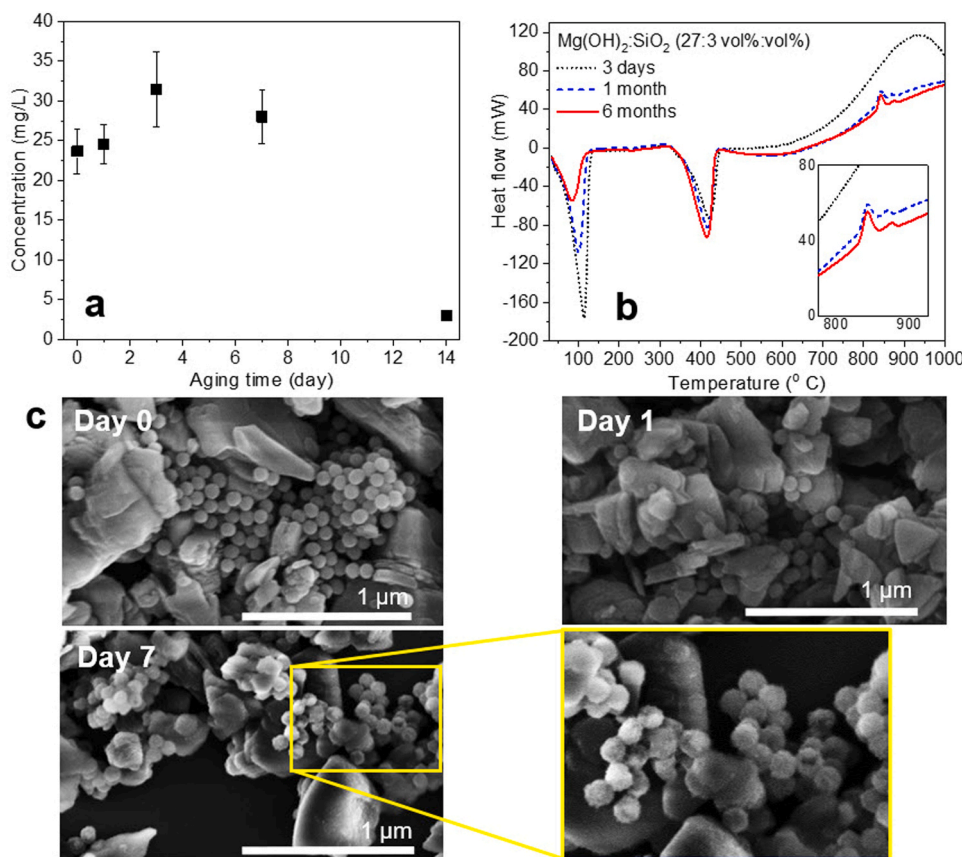 40
35
30
25
20
15
10
5
0
Concentration (mg/L)
a
0 2 4 6 8 10 12 14
Aging time (day)
120
80
40
0
-40
-80
-120
-160
-200
Heat flow (mW)
Mg(OH)₂:SiO₂ (27:3 vol%:vol%)
3 days
1 month
6 months
80
40
0
800 900
b
100 200 300 400 500 600 700 800 900 1000
Temperature (° C)
c
Day 0
1 µm
Day 1
1 µm
Day 7
1 µm